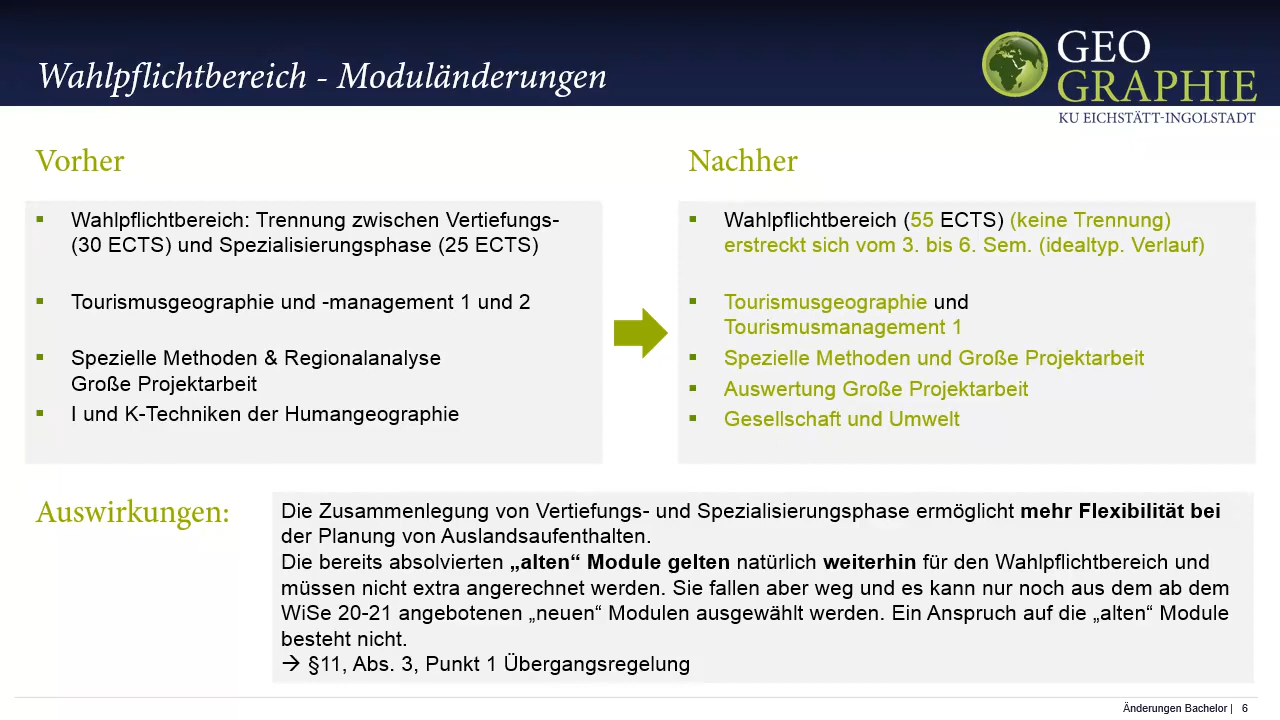 Wahlpflichtbereich - Moduländerungen
GEO
GRAPHIE
KU EICHSTÄTT-INGOLSTADT
Vorher
▪ Wahlpflichtbereich: Trennung zwischen Vertiefungs-
(30 ECTS) und Spezialisierungsphase (25 ECTS)
▪ Tourismusgeographie und -management 1 und 2
▪ Spezielle Methoden & Regionalanalyse
Große Projektarbeit
▪ I und K-Techniken der Humangeographie
Nachher
▪ Wahlpflichtbereich (55 ECTS) (keine Trennung)
erstreckt sich vom 3. bis 6. Sem. (idealtyp. Verlauf)
▪ Tourismusgeographie und
Tourismusmanagement 1
▪ Spezielle Methoden und Große Projektarbeit
▪ Auswertung Große Projektarbeit
▪ Gesellschaft und Umwelt
Auswirkungen:
Die Zusammenlegung von Vertiefungs- und Spezialisierungsphase ermöglicht mehr Flexibilität bei
der Planung von Auslandsaufenthalten.
Die bereits absolvierten „alten“ Module gelten natürlich weiterhin für den Wahlpflichtbereich und
müssen nicht extra angerechnet werden. Sie fallen aber weg und es kann nur noch aus dem ab dem
WiSe 20-21 angebotenen „neuen“ Modulen ausgewählt werden. Ein Anspruch auf die „alten“ Module
besteht nicht.
→ §11, Abs. 3, Punkt 1 Übergangsregelung
Änderungen Bachelor | 6